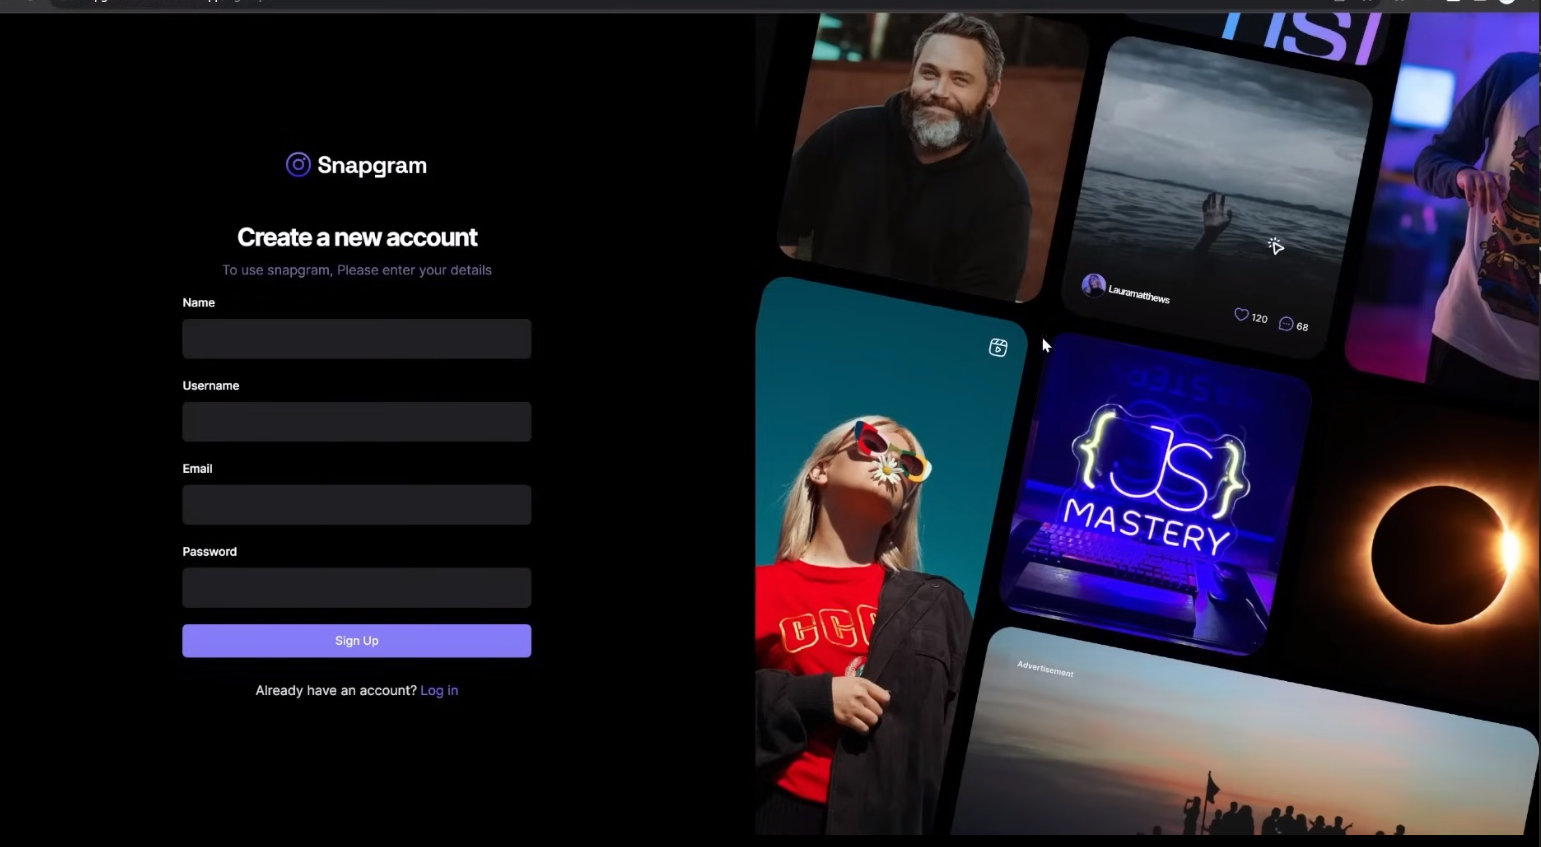 Snapgram
Create a new account
To use snapgram, Please enter your details
Name
Username
Email
Password
Sign Up
Already have an account? Log in
Lauramatthews
120
68
{JS}
MASTERY
CCC
Advertisement